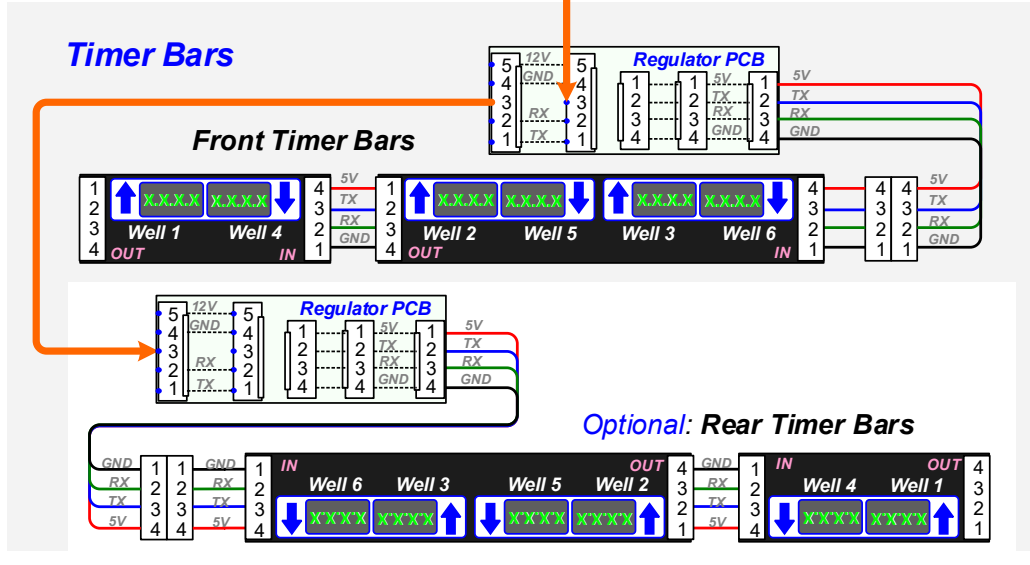 Timer Bars
Regulator PCB
5 12V 5 1 5V 1 5V
4 GND 4 1 2 TX 2 TX
3 3 2 3 RX 3 RX
2 RX 2 3 4 GND 4 GND
1 TX 1 4
Front Timer Bars
1 X.X.X.X X.X.X.X 4 5V 1 X.X.X.X X.X.X.X X.X.X.X X.X.X.X 4 4 4 5V
2 3 TX 2 3 3 3 TX
3 Well 1 Well 4 2 RX 3 Well 2 Well 5 Well 3 Well 6 2 2 2 RX
4 OUT IN 1 GND 4 OUT IN 1 1 1 GND
Regulator PCB
5 12V 5 1 1 5V 1 5V
4 GND 4 2 2 TX 2 TX
3 3 3 3 RX 3 RX
2 RX 2 4 4 GND 4 GND
1 TX 1
Optional: Rear Timer Bars
GND 1 1 GND 1 IN OUT 4 GND 1 IN OUT 4
RX 2 2 RX 2 Well 6 Well 3 Well 5 Well 2 3 RX 2 Well 4 Well 1 3
TX 3 3 TX 3 X.X.X.X X.X.X.X X.X.X.X X.X.X.X 2 TX 3 X.X.X.X X.X.X.X 2
5V 4 4 5V 4 1 5V 4 1